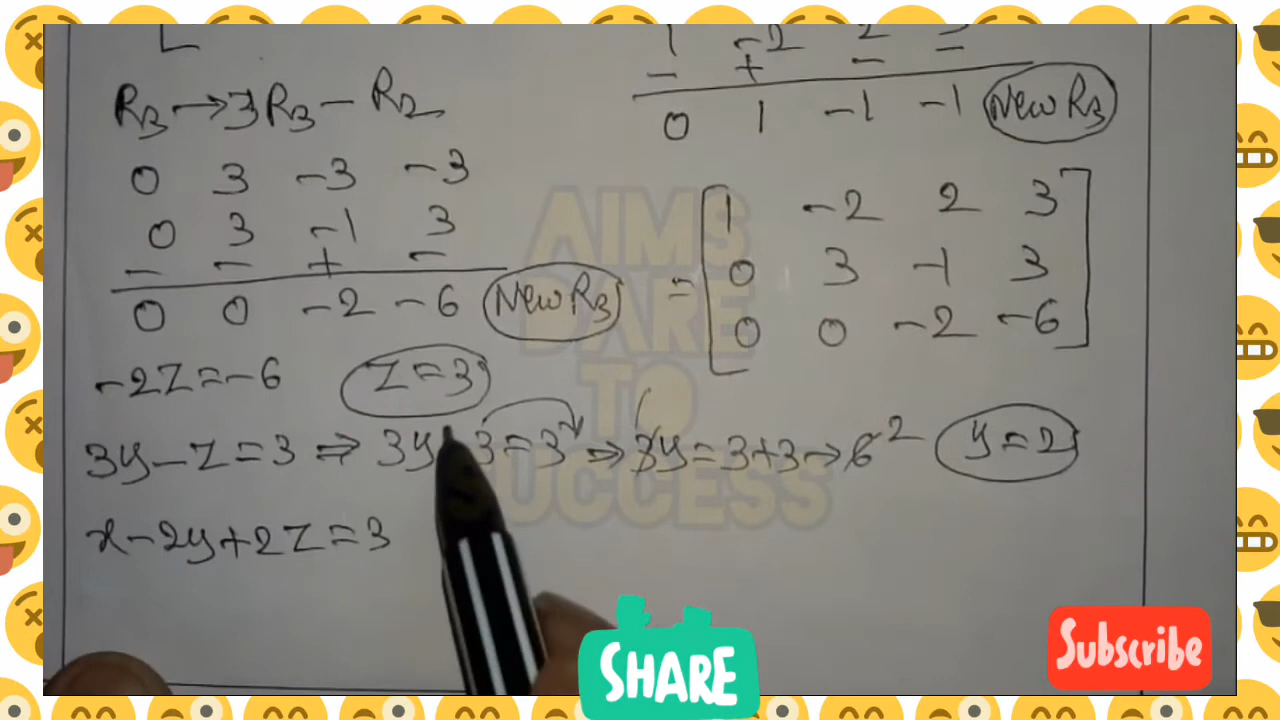 1 -2 2
- + -
0 1 -1 -1 New R3
R3 → 3R3 - R2
0 3 -3 -3
0 3 -1 3
- - + -
0 0 -2 -6 New R3
= [ 1 -2 2 3
0 3 -1 3
0 0 -2 -6 ]
-2Z = -6 Z = 3
3y - Z = 3 ⇒ 3y 3 = 3 ⇒ 3y = 3+3 → 6 2 y = 2
x - 2y + 2Z = 3
AIMS
DARE
TO
SUCCESS
SHARE
Subscribe